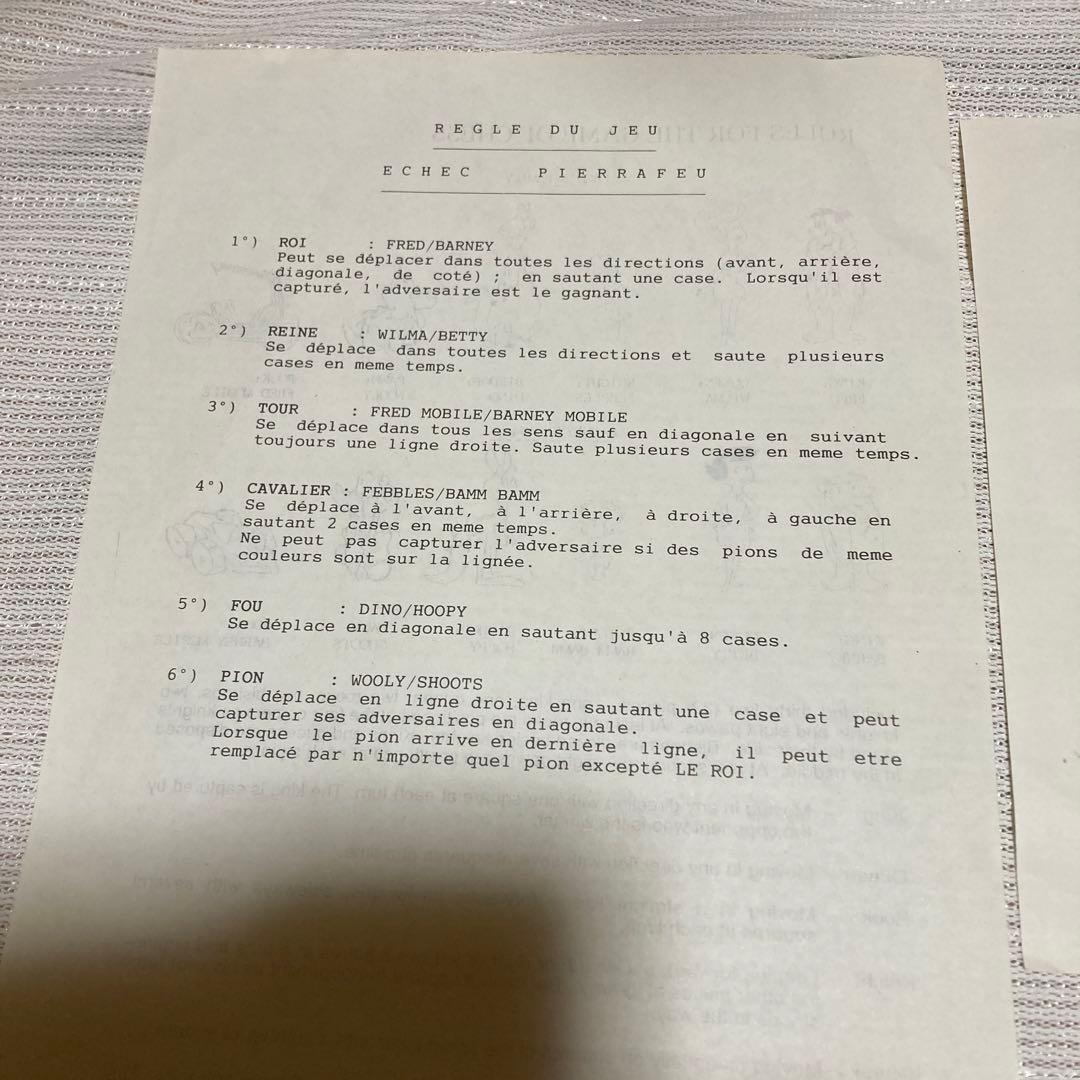 REGLE DU JEU
ECHEC PIERRAFEU
1°) ROI : FRED/BARNEY
Peut se déplacer dans toutes les directions (avant, arrière,
diagonale, de coté) ; en sautant une case. Lorsqu'il est
capturé, l'adversaire est le gagnant.
2°) REINE : WILMA/BETTY
Se déplace dans toutes les directions et saute plusieurs
cases en meme temps.
3°) TOUR : FRED MOBILE/BARNEY MOBILE
Se déplace dans tous les sens sauf en diagonale en suivant
toujours une ligne droite. Saute plusieurs cases en meme temps.
4°) CAVALIER : FEBBLES/BAMM BAMM
Se déplace à l'avant, à l'arrière, à droite, à gauche en
sautant 2 cases en meme temps.
Ne peut pas capturer l'adversaire si des pions de meme
couleurs sont sur la lignée.
5°) FOU : DINO/HOOPY
Se déplace en diagonale en sautant jusqu'à 8 cases.
6°) PION : WOOLY/SHOOTS
Se déplace en ligne droite en sautant une case et peut
capturer ses adversaires en diagonale.
Lorsque le pion arrive en dernière ligne, il peut etre
remplacé par n'importe quel pion excepté LE ROI.